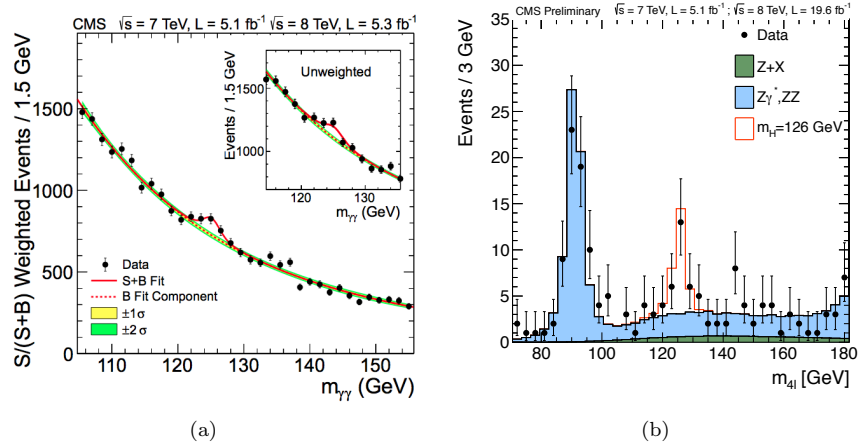 CMS √s = 7 TeV, L = 5.1 fb⁻¹ √s = 8 TeV, L = 5.3 fb⁻¹
S/(S+B) Weighted Events / 1.5 GeV
1500
1000
500
0
110 120 130 140 150
m_γγ (GeV)
Data
S+B Fit
B Fit Component
±1σ
±2 σ
Unweighted
Events / 1.5 GeV
1500
1000
120 130
m_γγ (GeV)
(a)
CMS Preliminary √s = 7 TeV, L = 5.1 fb⁻¹ ; √s = 8 TeV, L = 19.6 fb⁻¹
Events / 3 GeV
35
30
25
20
15
10
5
0
80 100 120 140 160 180
m_4l [GeV]
Data
Z+X
Zγ*,ZZ
m_H=126 GeV
(b)